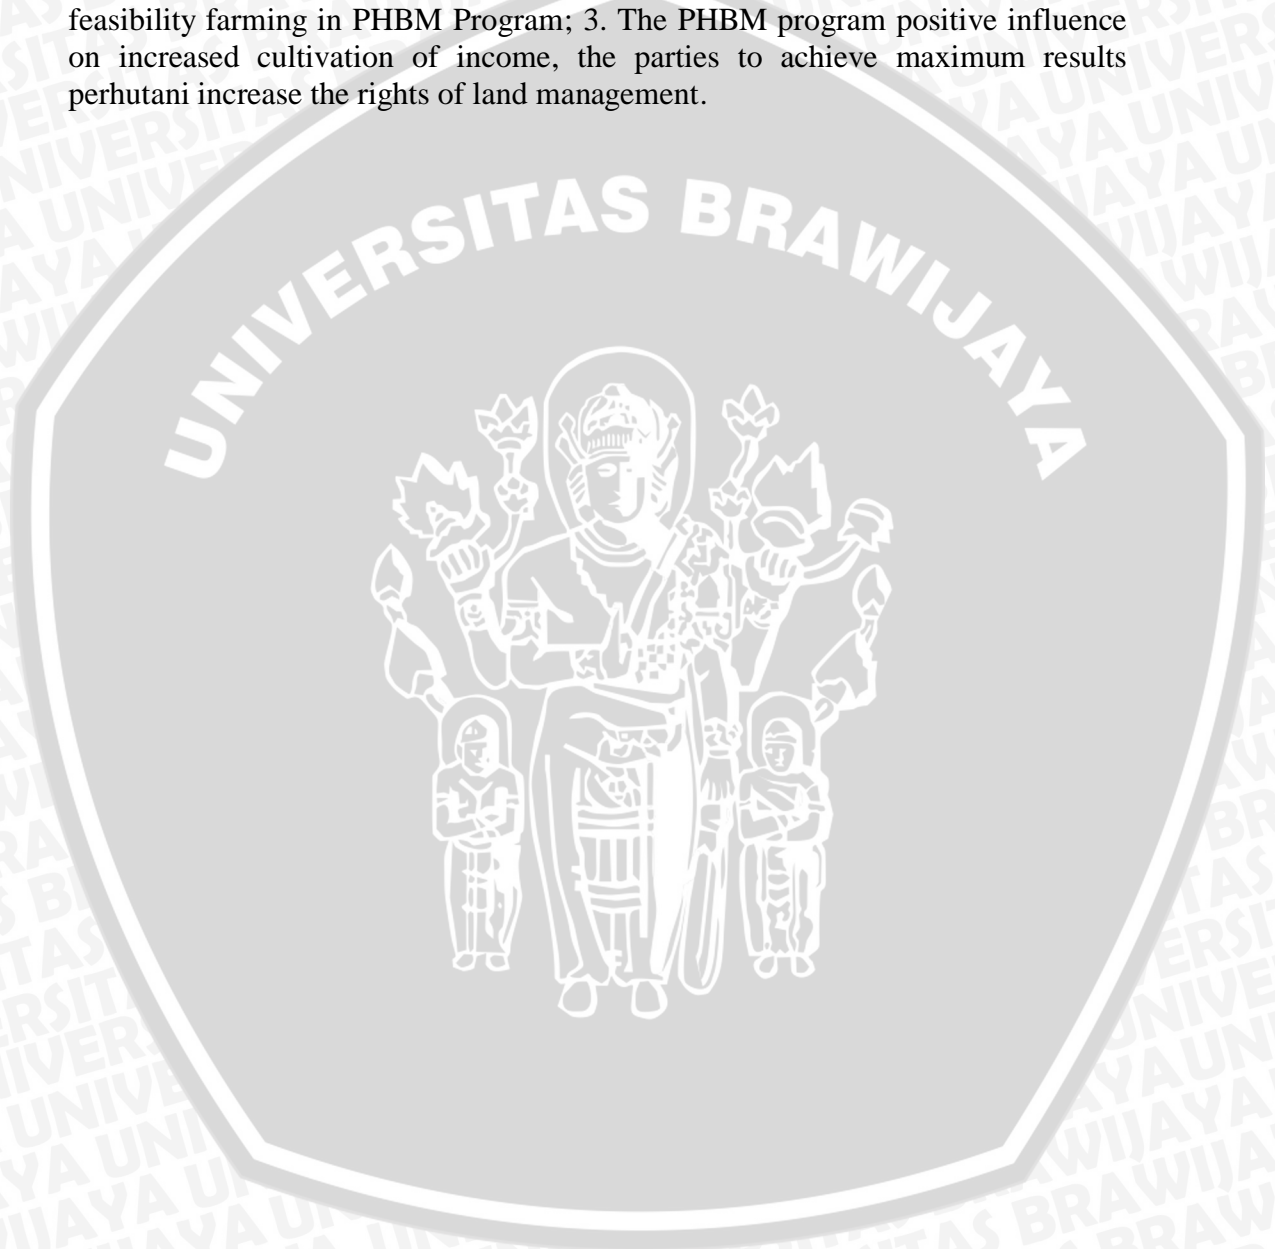 feasibility farming in PHBM Program; 3. The PHBM program positive influence
on increased cultivation of income, the parties to achieve maximum results
perhutani increase the rights of land management.
UNIVERSITAS BRAWIJAYA